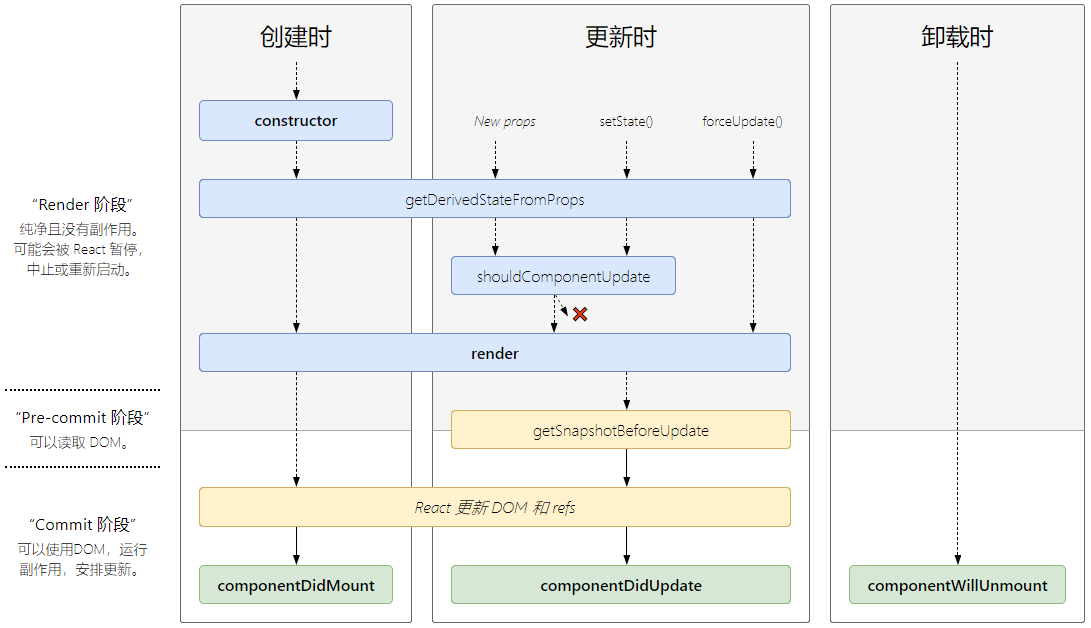 创建时
更新时
卸载时
constructor
New props
setState()
forceUpdate()
getDerivedStateFromProps
“Render 阶段”
纯净且没有副作用。
可能会被 React 暂停，
中止或重新启动。
shouldComponentUpdate
render
“Pre-commit 阶段”
可以读取 DOM。
getSnapshotBeforeUpdate
React 更新 DOM 和 refs
“Commit 阶段”
可以使用DOM，运行
副作用，安排更新。
componentDidMount
componentDidUpdate
componentWillUnmount